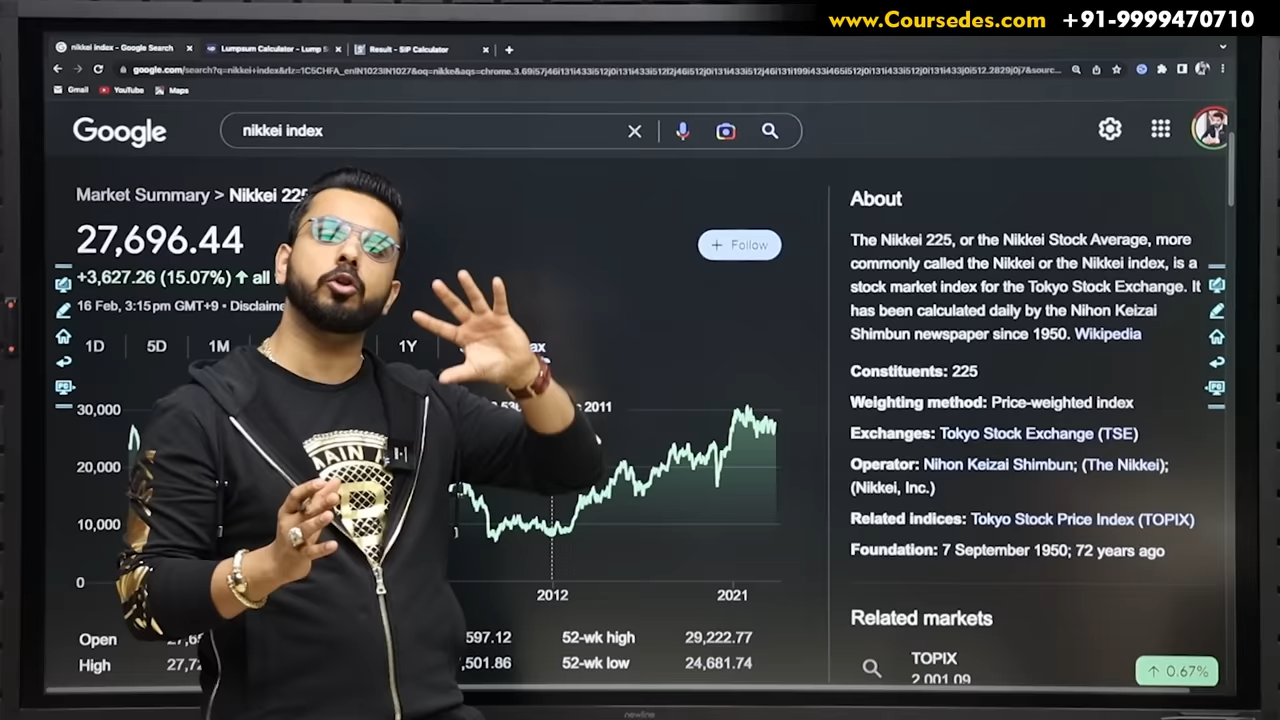 www.Coursedes.com +91-9999470710
nikkei index - Google Search
Lumpsum Calculator - Lump S
Result - SIP Calculator
Gmail
YouTube
Maps
Google
nikkei index
Market Summary > Nikkei 225
27,696.44
+3,627.26 (15.07%) ↑ all
16 Feb, 3:15 pm GMT+9 • Disclaime
+ Follow
1D
5D
1M
1Y
30,000
20,000
10,000
0
2011
2012
2021
Open
High
597.12
,501.86
52-wk high
29,222.77
52-wk low
24,681.74
About
The Nikkei 225, or the Nikkei Stock Average, more
commonly called the Nikkei or the Nikkei index, is a
stock market index for the Tokyo Stock Exchange. It
has been calculated daily by the Nihon Keizai
Shimbun newspaper since 1950. Wikipedia
Constituents: 225
Weighting method: Price-weighted index
Exchanges: Tokyo Stock Exchange (TSE)
Operator: Nihon Keizai Shimbun; (The Nikkei);
(Nikkei, Inc.)
Related indices: Tokyo Stock Price Index (TOPIX)
Foundation: 7 September 1950; 72 years ago
Related markets
TOPIX
2,001.09
↑ 0.67%
newline